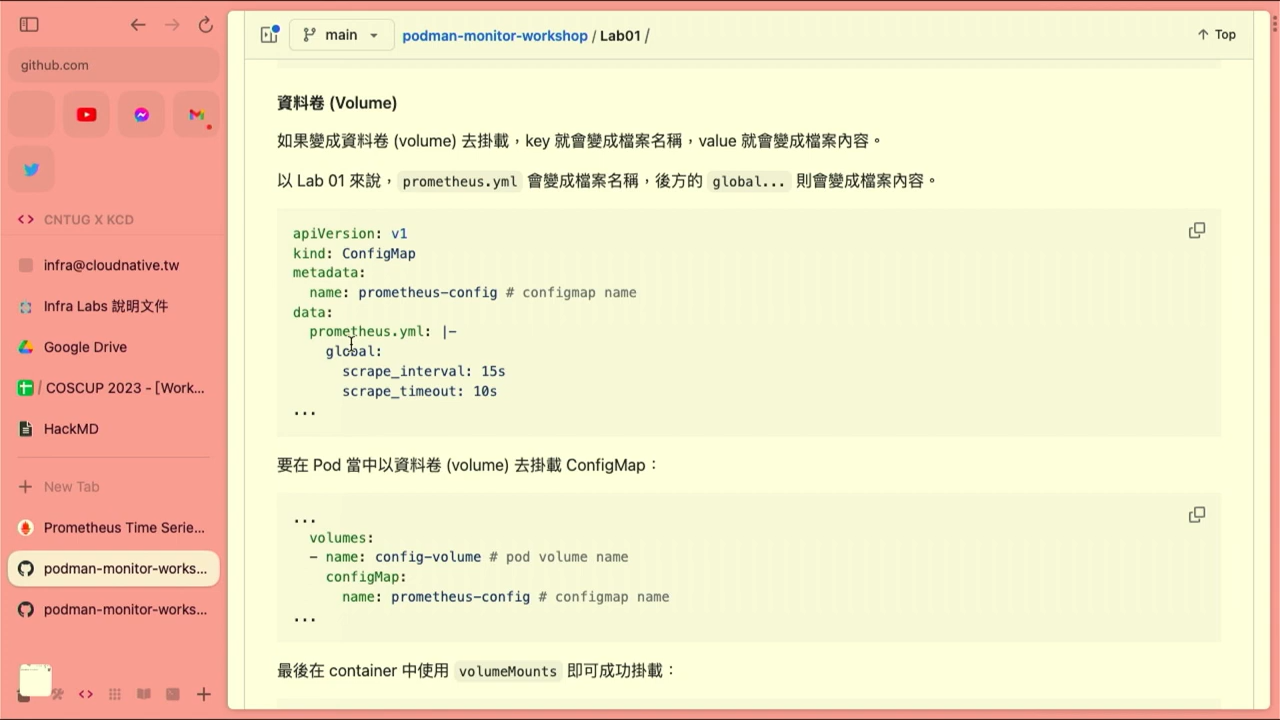 github.com
CNTUG X KCD
infra@cloudnative.tw
Infra Labs 說明文件
Google Drive
/ COSCUP 2023 - [Work...
HackMD
New Tab
Prometheus Time Serie...
podman-monitor-works...
podman-monitor-works...
main
podman-monitor-workshop / Lab01 /
Top
資料卷 (Volume)
如果變成資料卷 (volume) 去掛載，key 就會變成檔案名稱，value 就會變成檔案內容。
以 Lab 01 來說， prometheus.yml 會變成檔案名稱，後方的 global... 則會變成檔案內容。
apiVersion: v1
kind: ConfigMap
metadata:
  name: prometheus-config # configmap name
data:
  prometheus.yml: |-
    global:
      scrape_interval: 15s
      scrape_timeout: 10s
...
要在 Pod 當中以資料卷 (volume) 去掛載 ConfigMap：
...
  volumes:
  - name: config-volume # pod volume name
    configMap:
      name: prometheus-config # configmap name
...
最後在 container 中使用 volumeMounts 即可成功掛載：